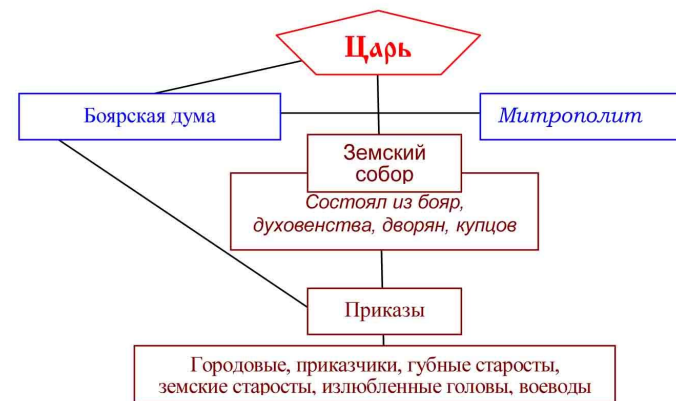 Царь
Боярская дума
Митрополит
Земский
собор
Состоял из бояр,
духовенства, дворян, купцов
Приказы
Городовые, приказчики, губные старосты,
земские старосты, излюбленные головы, воеводы